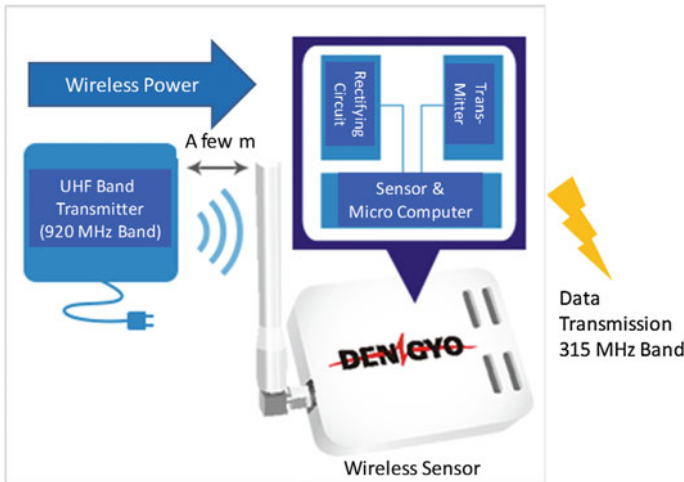 Wireless Power
A few m
UHF Band
Transmitter
(920 MHz Band)
Rectifying
Circuit
Trans-
Mitter
Sensor &
Micro Computer
DENGYO
Wireless Sensor
Data
Transmission
315 MHz Band